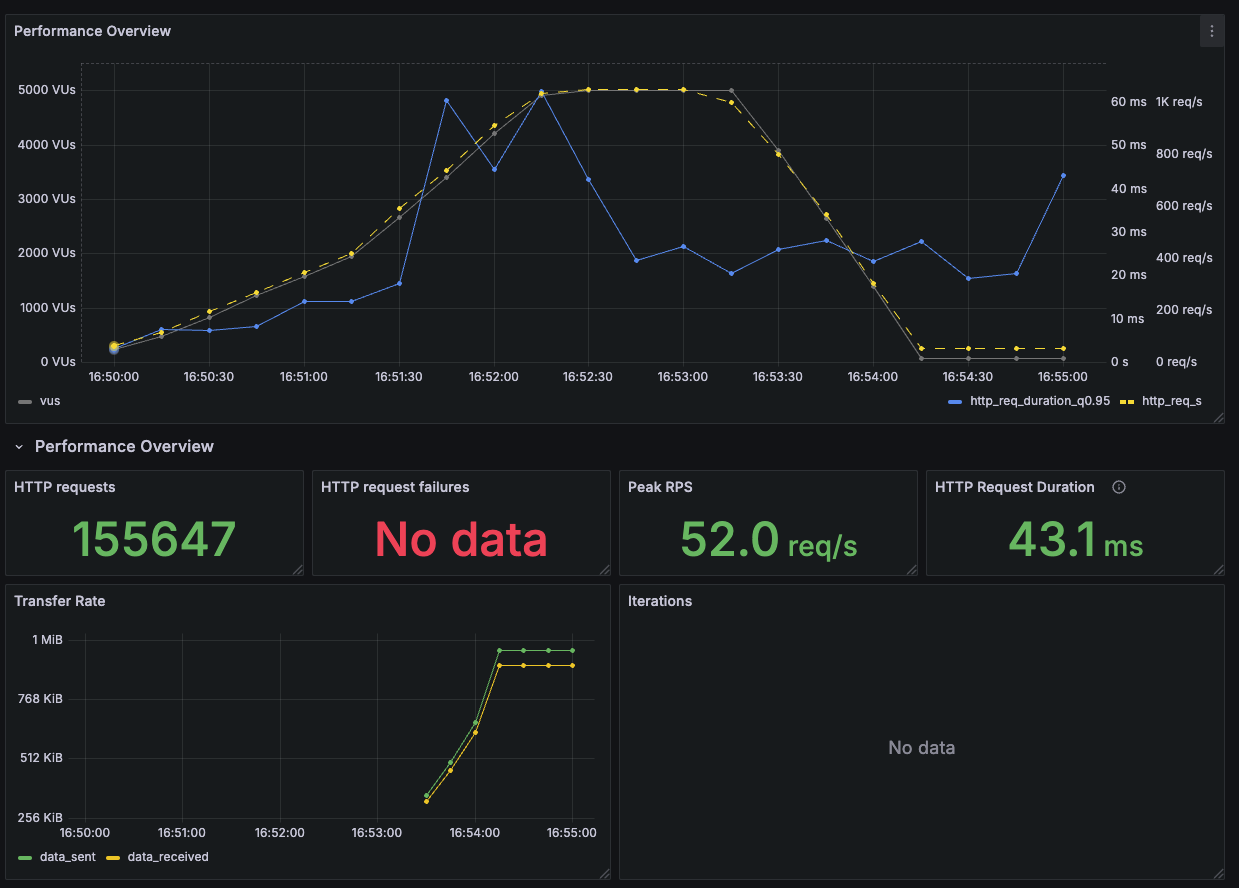 Performance Overview
5000 VUs
4000 VUs
3000 VUs
2000 VUs
1000 VUs
0 VUs
60 ms
50 ms
40 ms
30 ms
20 ms
10 ms
0 s
1K req/s
800 req/s
600 req/s
400 req/s
200 req/s
0 req/s
16:50:00 16:50:30 16:51:00 16:51:30 16:52:00 16:52:30 16:53:00 16:53:30 16:54:00 16:54:30 16:55:00
vus http_req_duration_q0.95 http_req_s
Performance Overview
HTTP requests
155647
HTTP request failures
No data
Peak RPS
52.0 req/s
HTTP Request Duration
43.1 ms
Transfer Rate
1 MiB
768 KiB
512 KiB
256 KiB
16:50:00 16:51:00 16:52:00 16:53:00 16:54:00 16:55:00
data_sent data_received
Iterations
No data